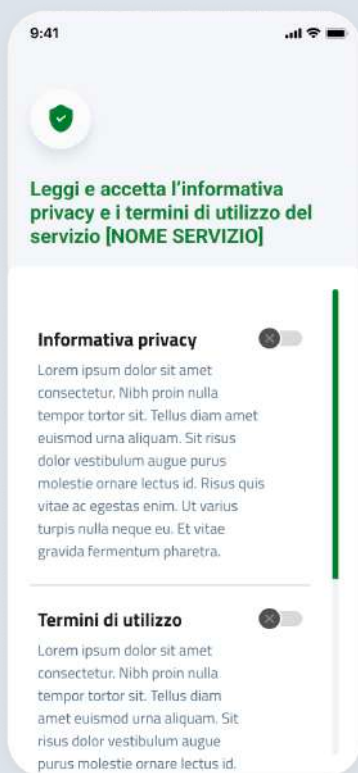 9:41
Leggi e accetta l'informativa
privacy e i termini di utilizzo del
servizio [NOME SERVIZIO]
Informativa privacy
Lorem ipsum dolor sit amet
consectetur. Nibh proin nulla
tempor tortor sit. Tellus diam amet
euismod urna aliquam. Sit risus
dolor vestibulum augue purus
molestie ornare lectus id. Risus quis
vitae ac egestas enim. Ut varius
turpis nulla neque eu. Et vitae
gravida fermentum pharetra.
Termini di utilizzo
Lorem ipsum dolor sit amet
consectetur. Nibh proin nulla
tempor tortor sit. Tellus diam
amet euismod urna aliquam. Sit
risus dolor vestibulum augue
purus molestie ornare lectus id.